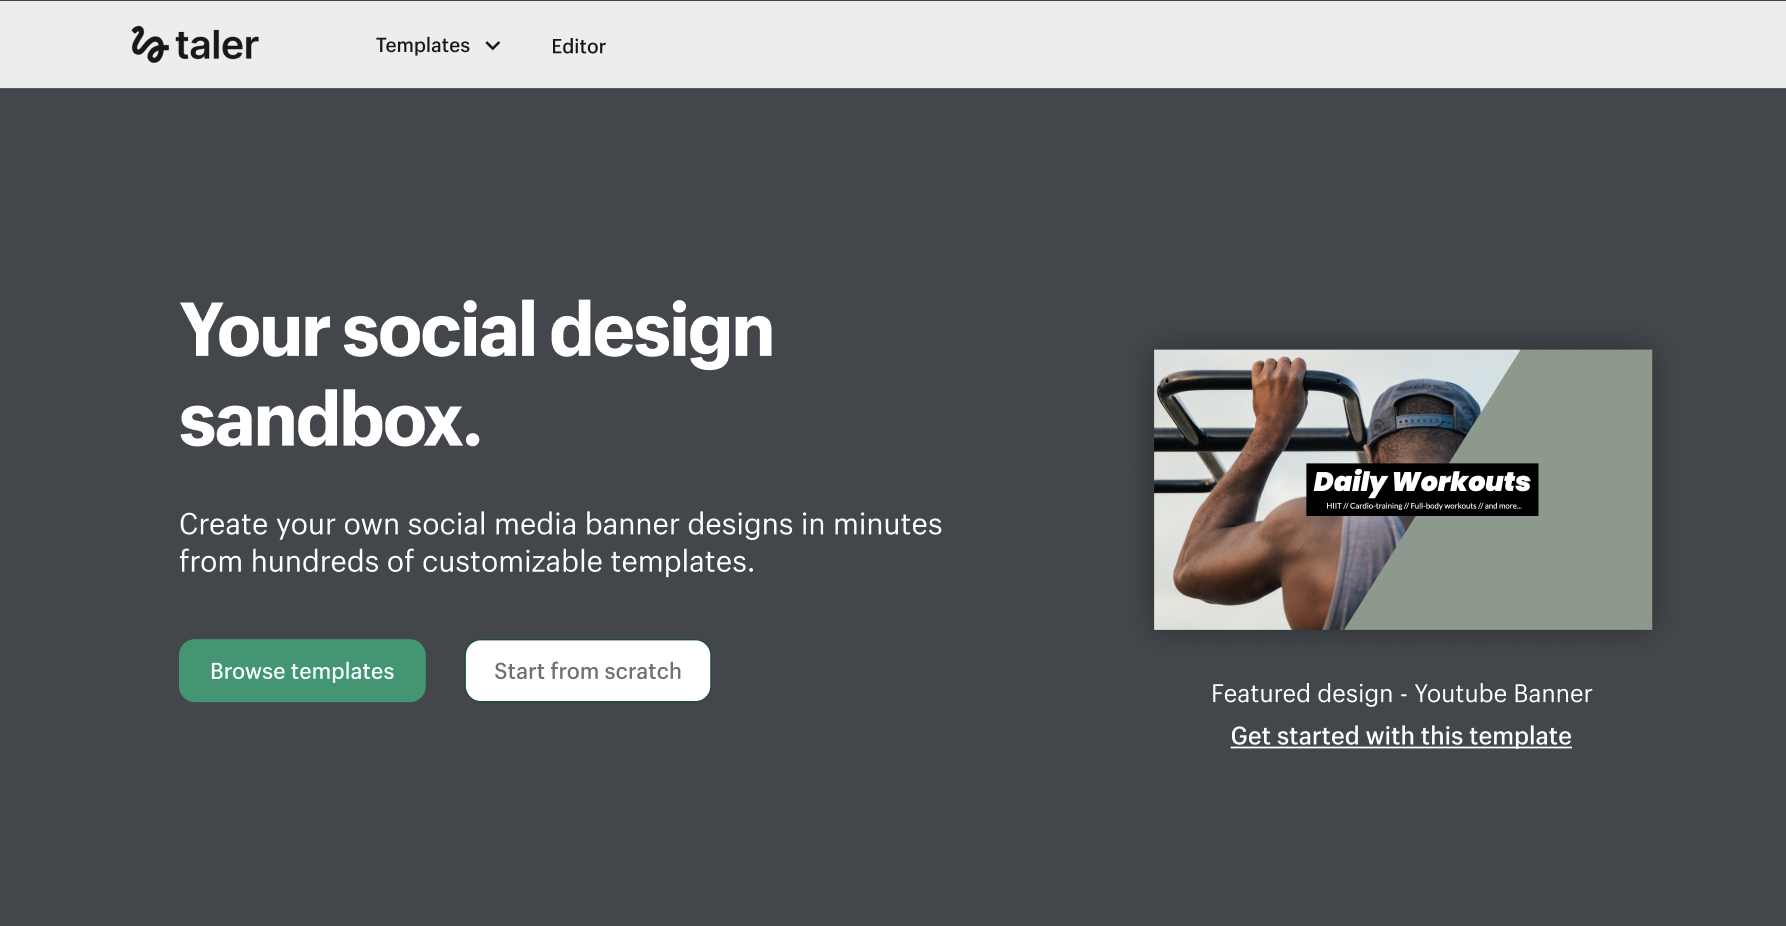 taler
Templates
Editor
Your social design
sandbox.
Create your own social media banner designs in minutes
from hundreds of customizable templates.
Browse templates
Start from scratch
Daily Workouts
HIIT // Cardio-training // Full-body workouts // and more...
Featured design - Youtube Banner
Get started with this template